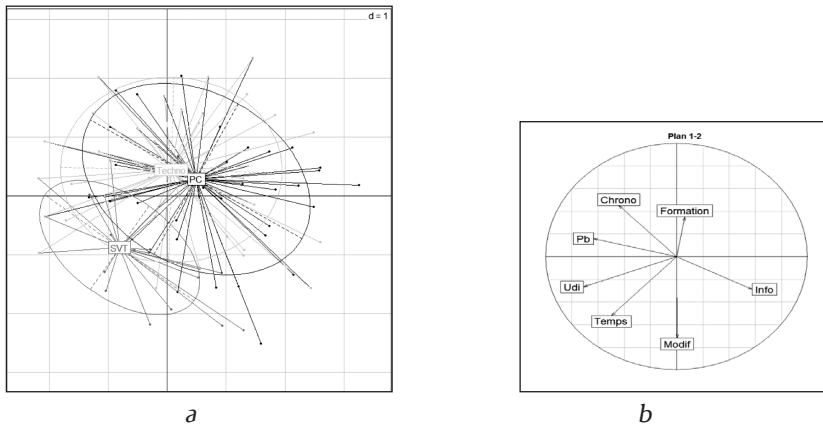 d = 1
Techno
PC
SVT
a
Plan 1-2
Chrono
Formation
Pb
Udi
Info
Temps
Modif
b